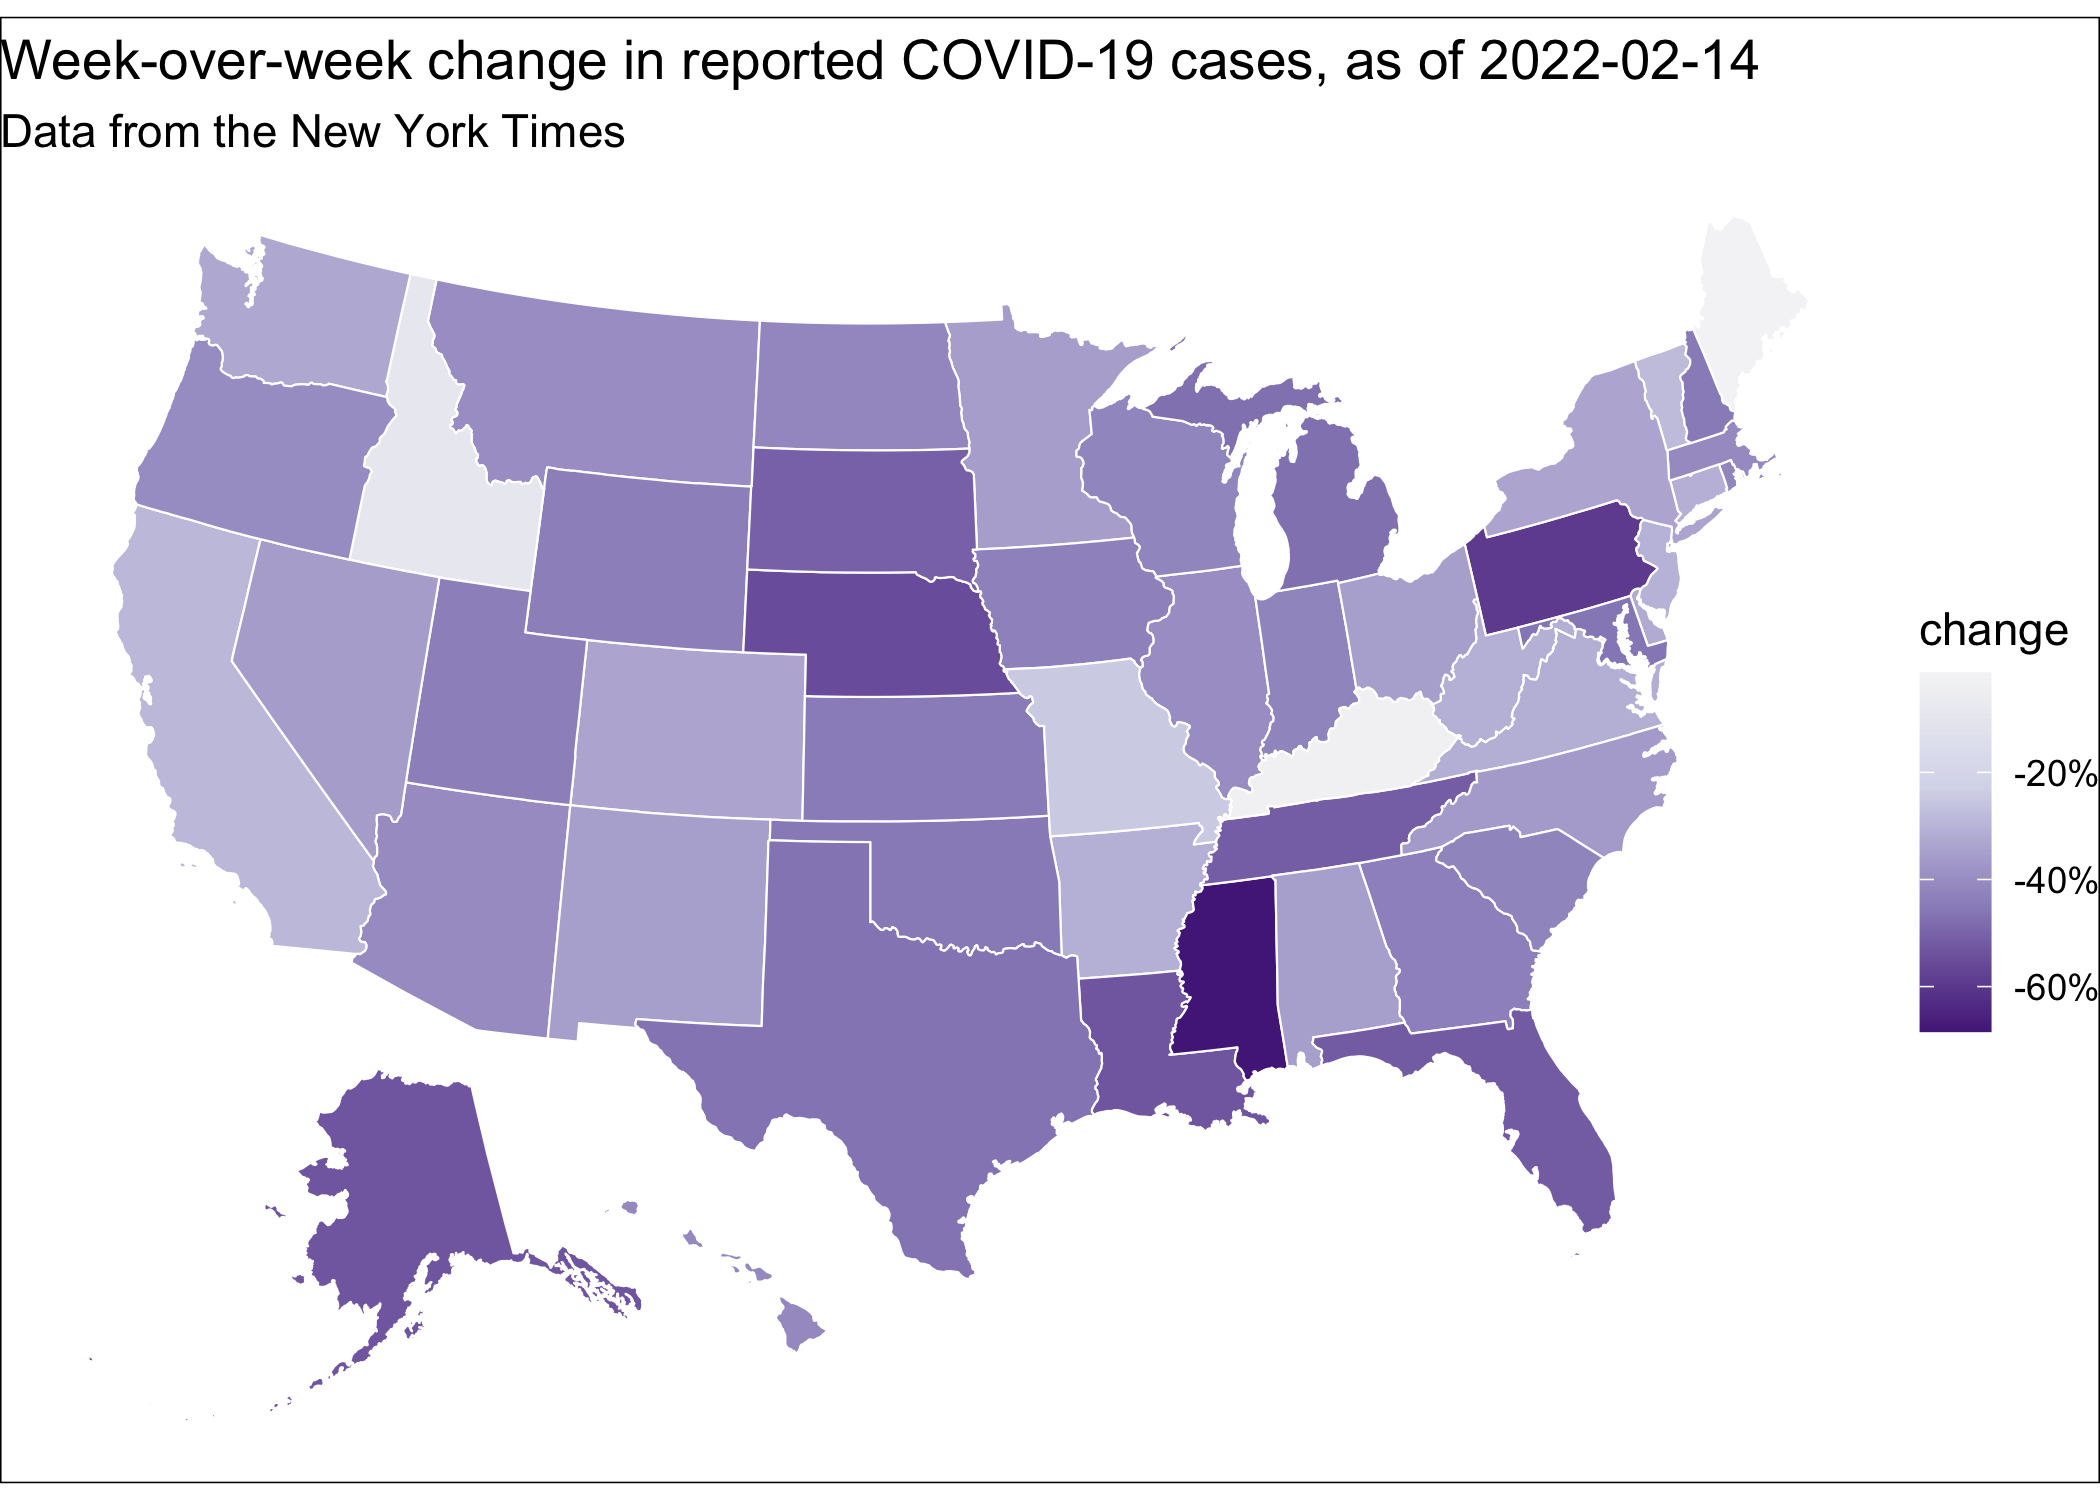 Week-over-week change in reported COVID-19 cases, as of 2022-02-14
Data from the New York Times
change
-20%
-40%
-60%